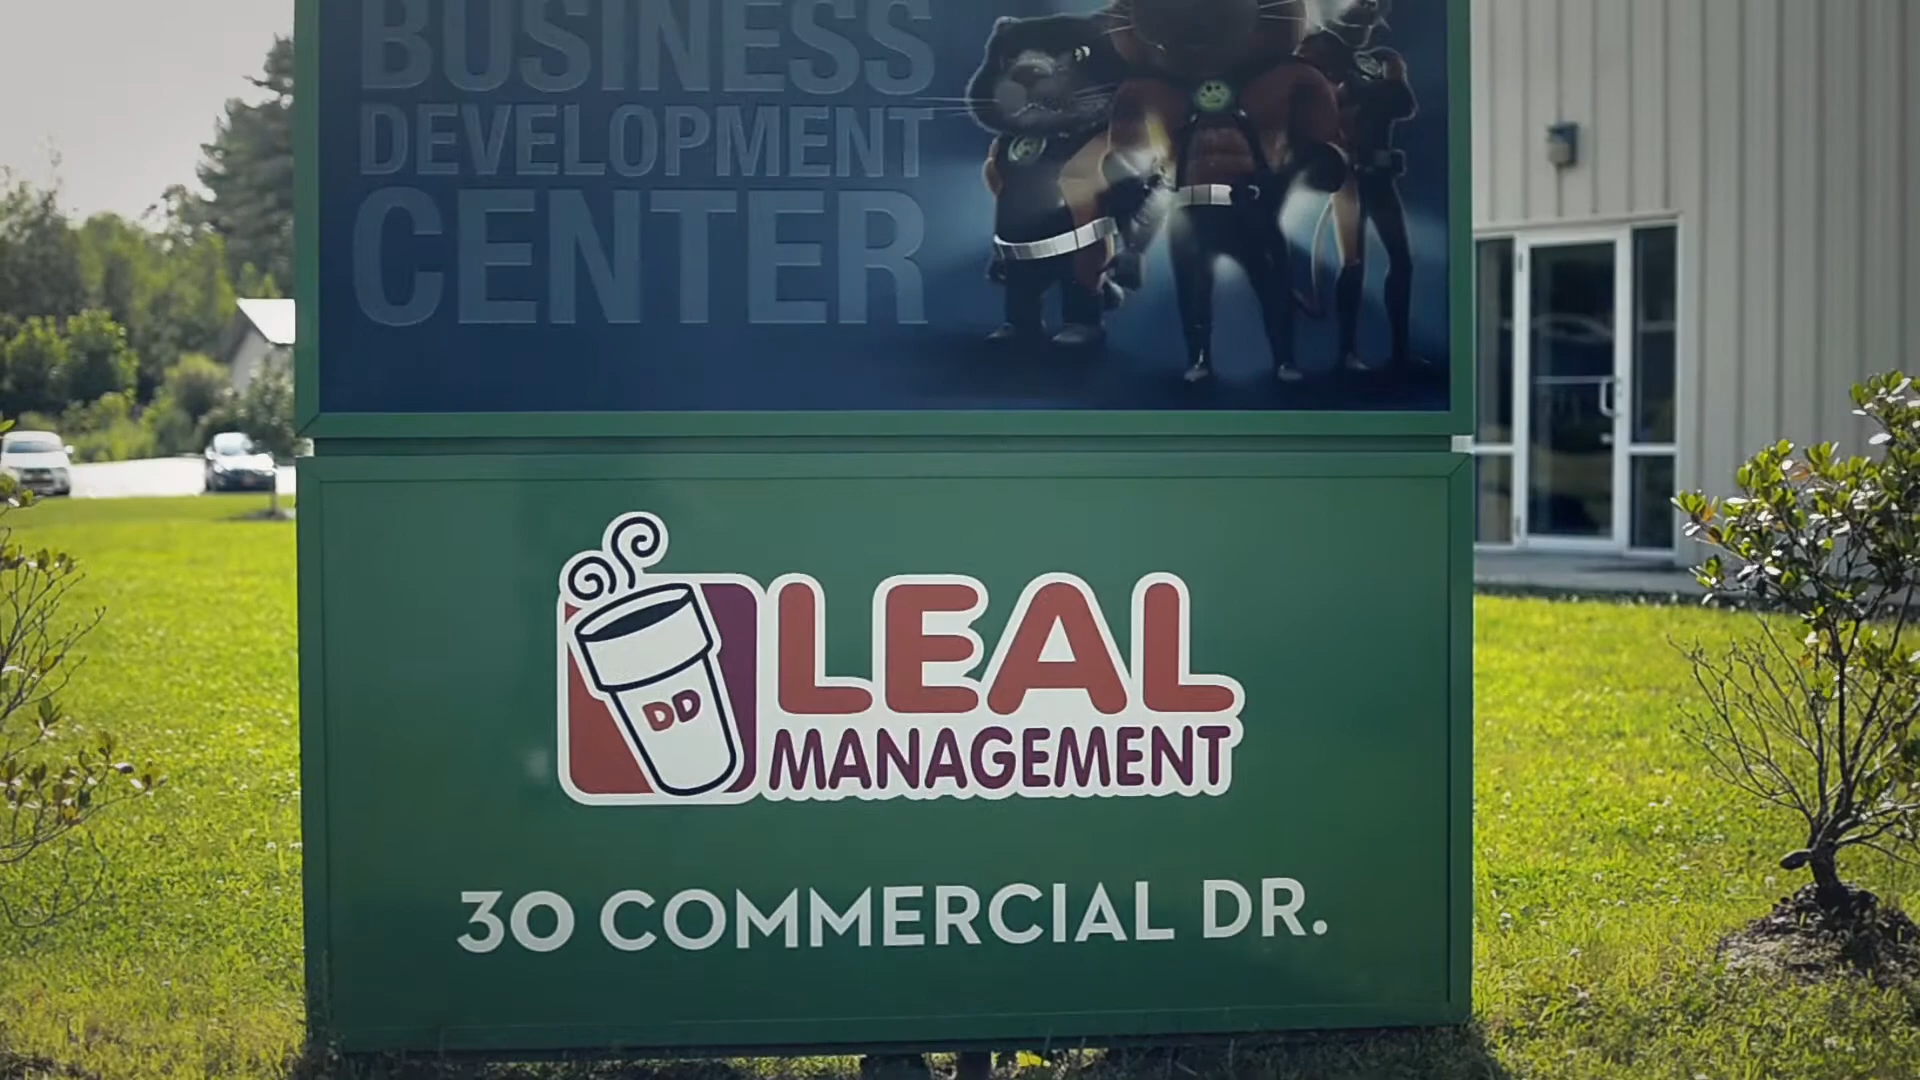 BUSINESS
DEVELOPMENT
CENTER
DD
LEAL
MANAGEMENT
30 COMMERCIAL DR.